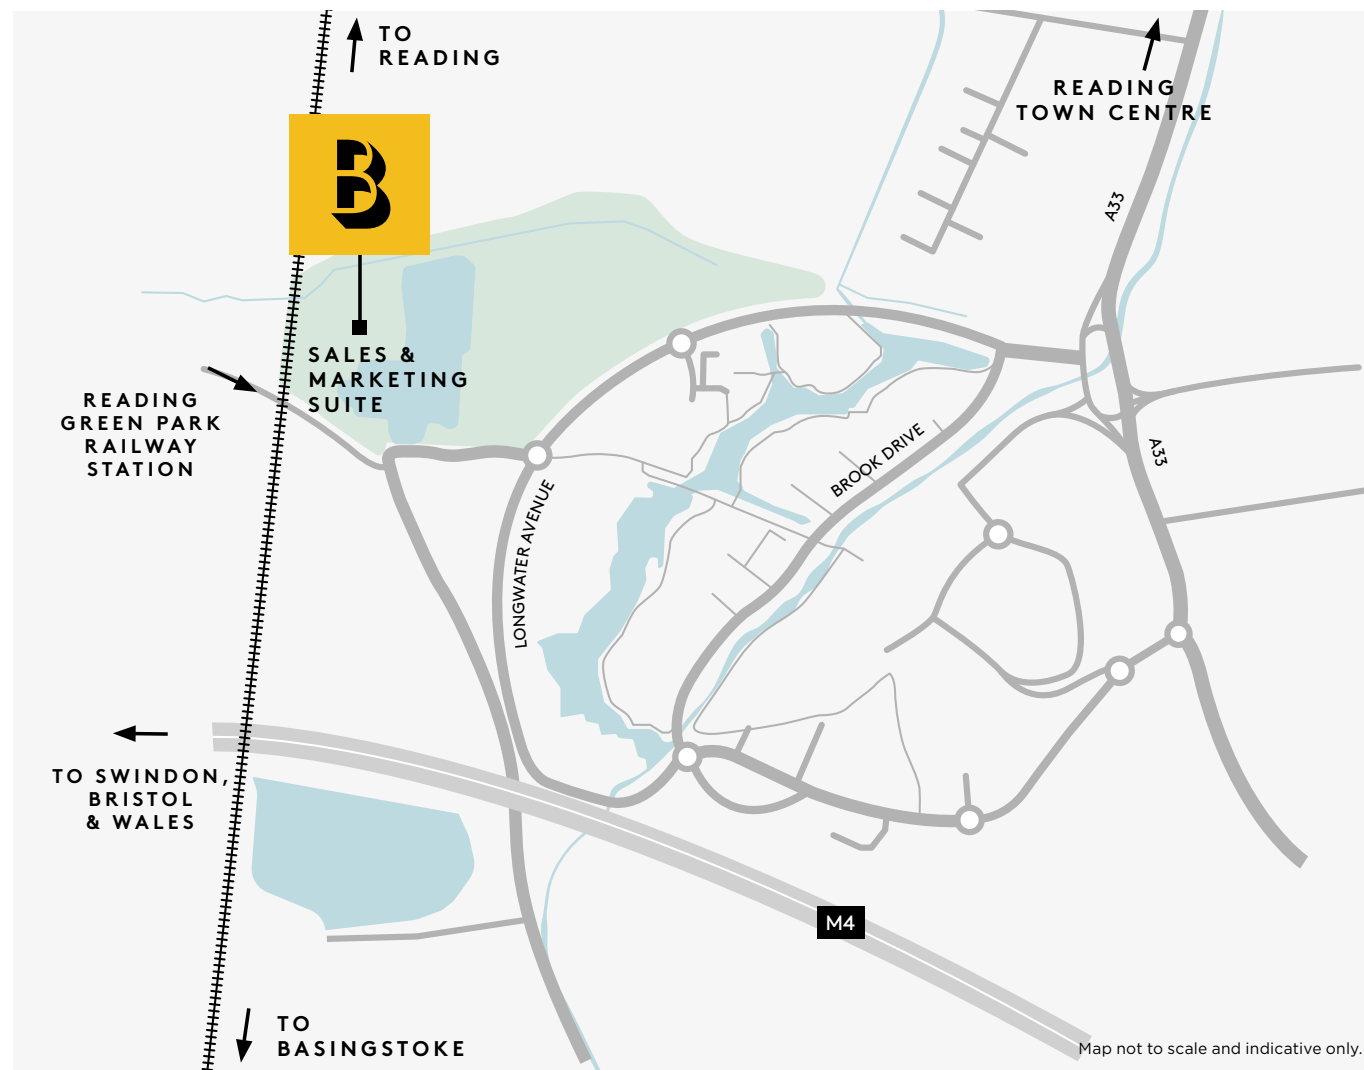 TO
READING
READING
TOWN CENTRE
A33
B
SALES &
MARKETING
SUITE
READING
GREEN PARK
RAILWAY
STATION
BROOK DRIVE
A33
LONGWATER AVENUE
TO SWINDON,
BRISTOL
& WALES
M4
TO
BASINGSTOKE
Map not to scale and indicative only.